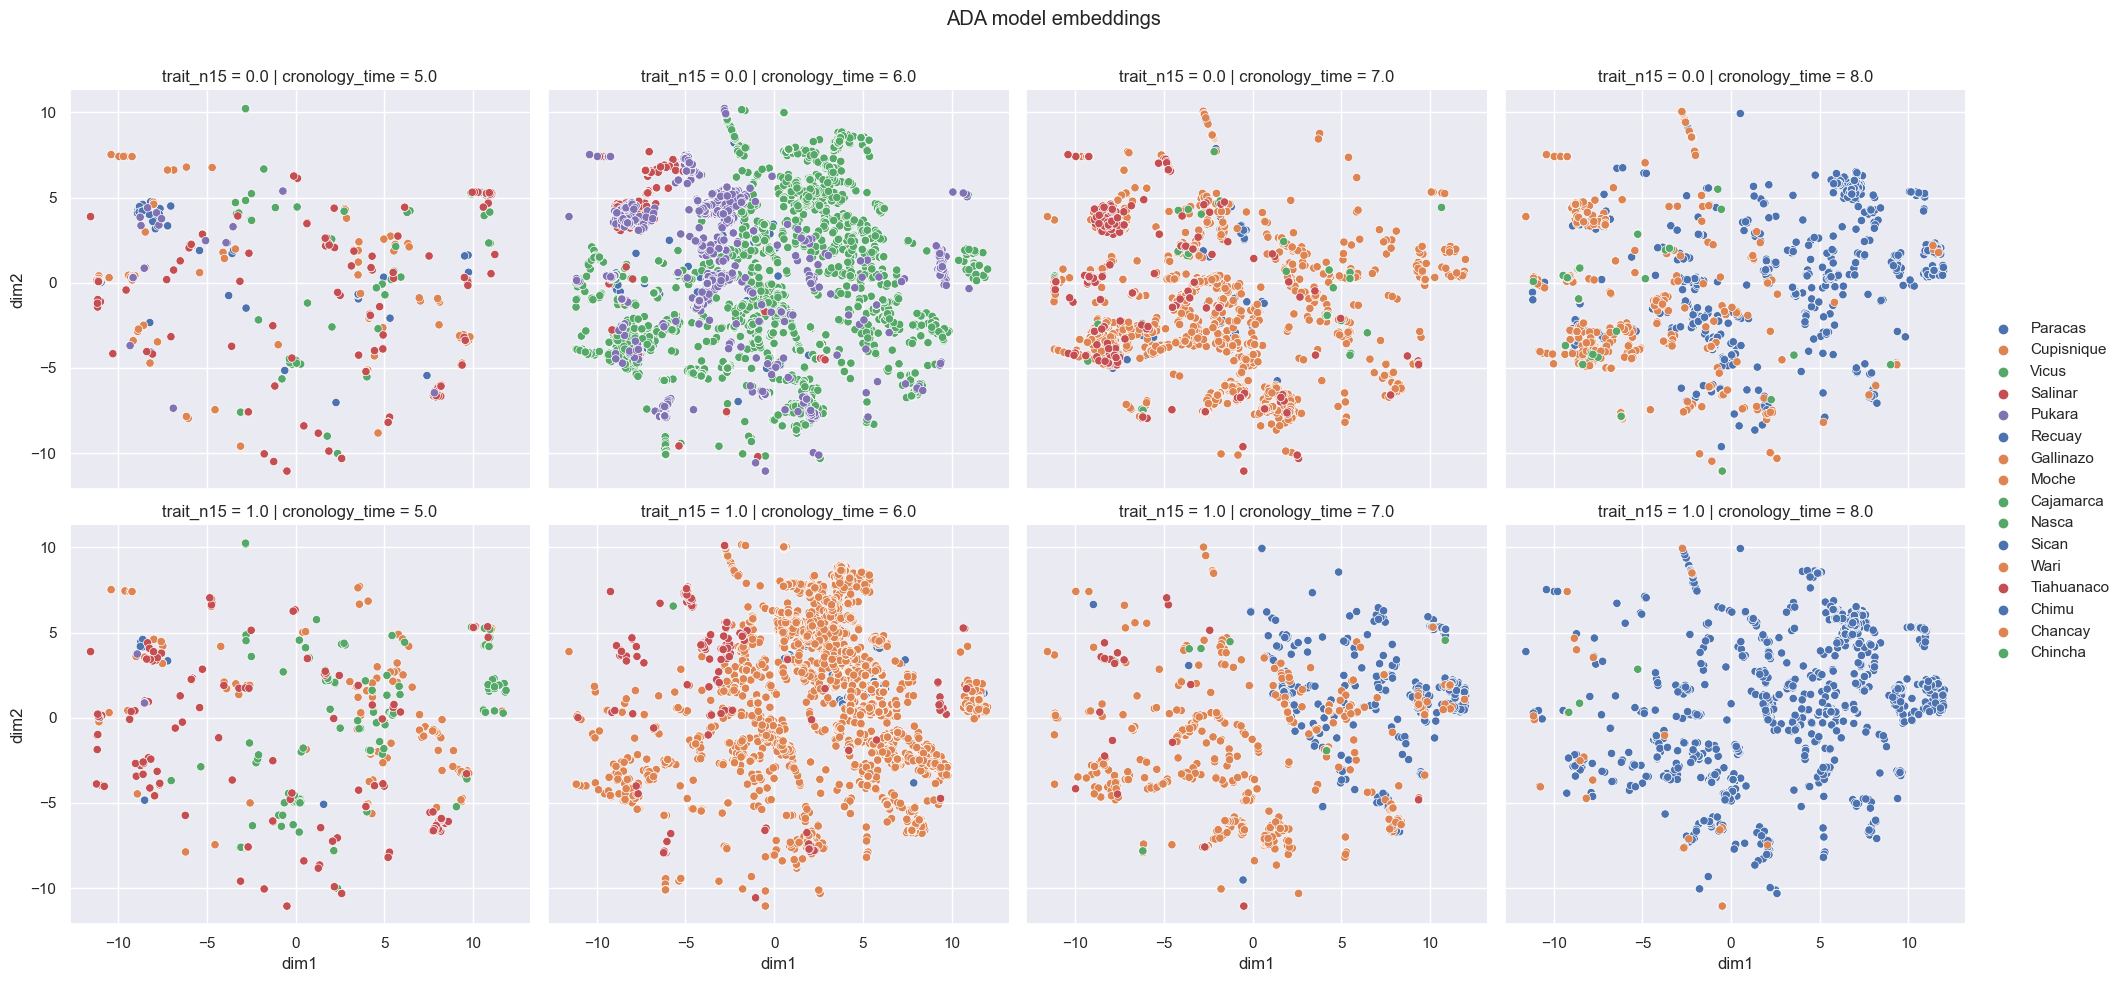 ADA model embeddings
trait_n15 = 0.0 | cronology_time = 5.0
trait_n15 = 0.0 | cronology_time = 6.0
trait_n15 = 0.0 | cronology_time = 7.0
trait_n15 = 0.0 | cronology_time = 8.0
10
5
0
−5
−10
dim2
trait_n15 = 1.0 | cronology_time = 5.0
trait_n15 = 1.0 | cronology_time = 6.0
trait_n15 = 1.0 | cronology_time = 7.0
trait_n15 = 1.0 | cronology_time = 8.0
10
5
0
−5
−10
dim2
−10 −5 0 5 10
−10 −5 0 5 10
−10 −5 0 5 10
−10 −5 0 5 10
dim1
dim1
dim1
dim1
Paracas
Cupisnique
Vicus
Salinar
Pukara
Recuay
Gallinazo
Moche
Cajamarca
Nasca
Sican
Wari
Tiahuanaco
Chimu
Chancay
Chincha